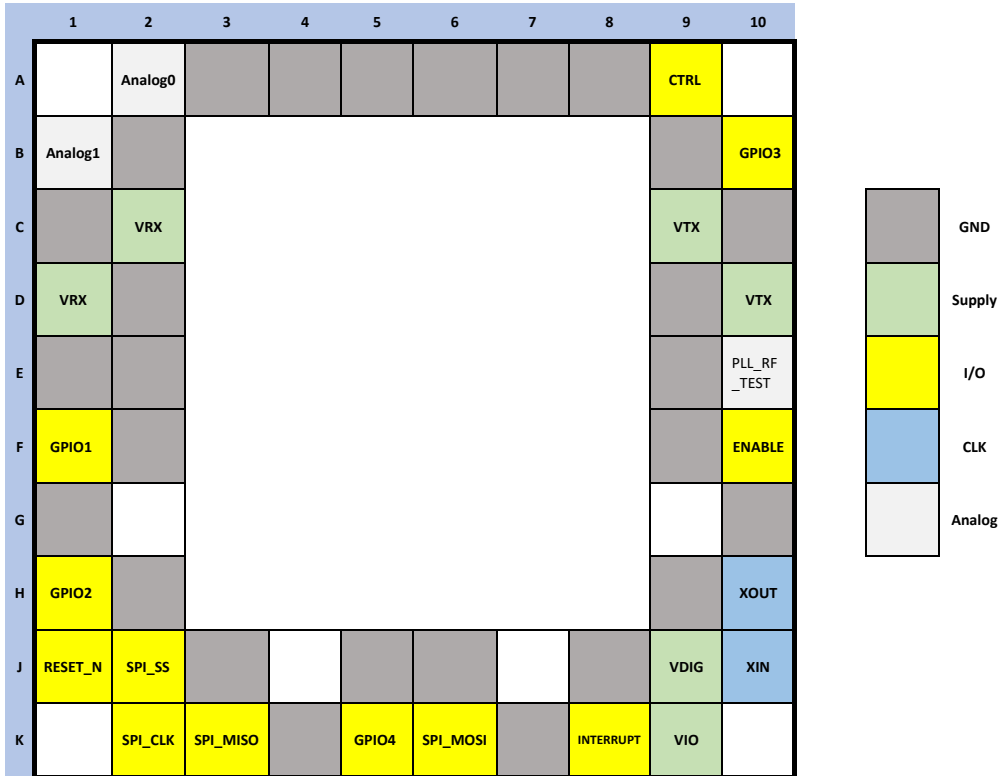 1 2 3 4 5 6 7 8 9 10
A Analog0 CTRL
B Analog1 GPIO3
C VRX VTX GND
D VRX VTX Supply
E PLL_RF
_TEST I/O
F GPIO1 ENABLE CLK
G Analog
H GPIO2 XOUT
J RESET_N SPI_SS VDIG XIN
K SPI_CLK SPI_MISO GPIO4 SPI_MOSI INTERRUPT VIO